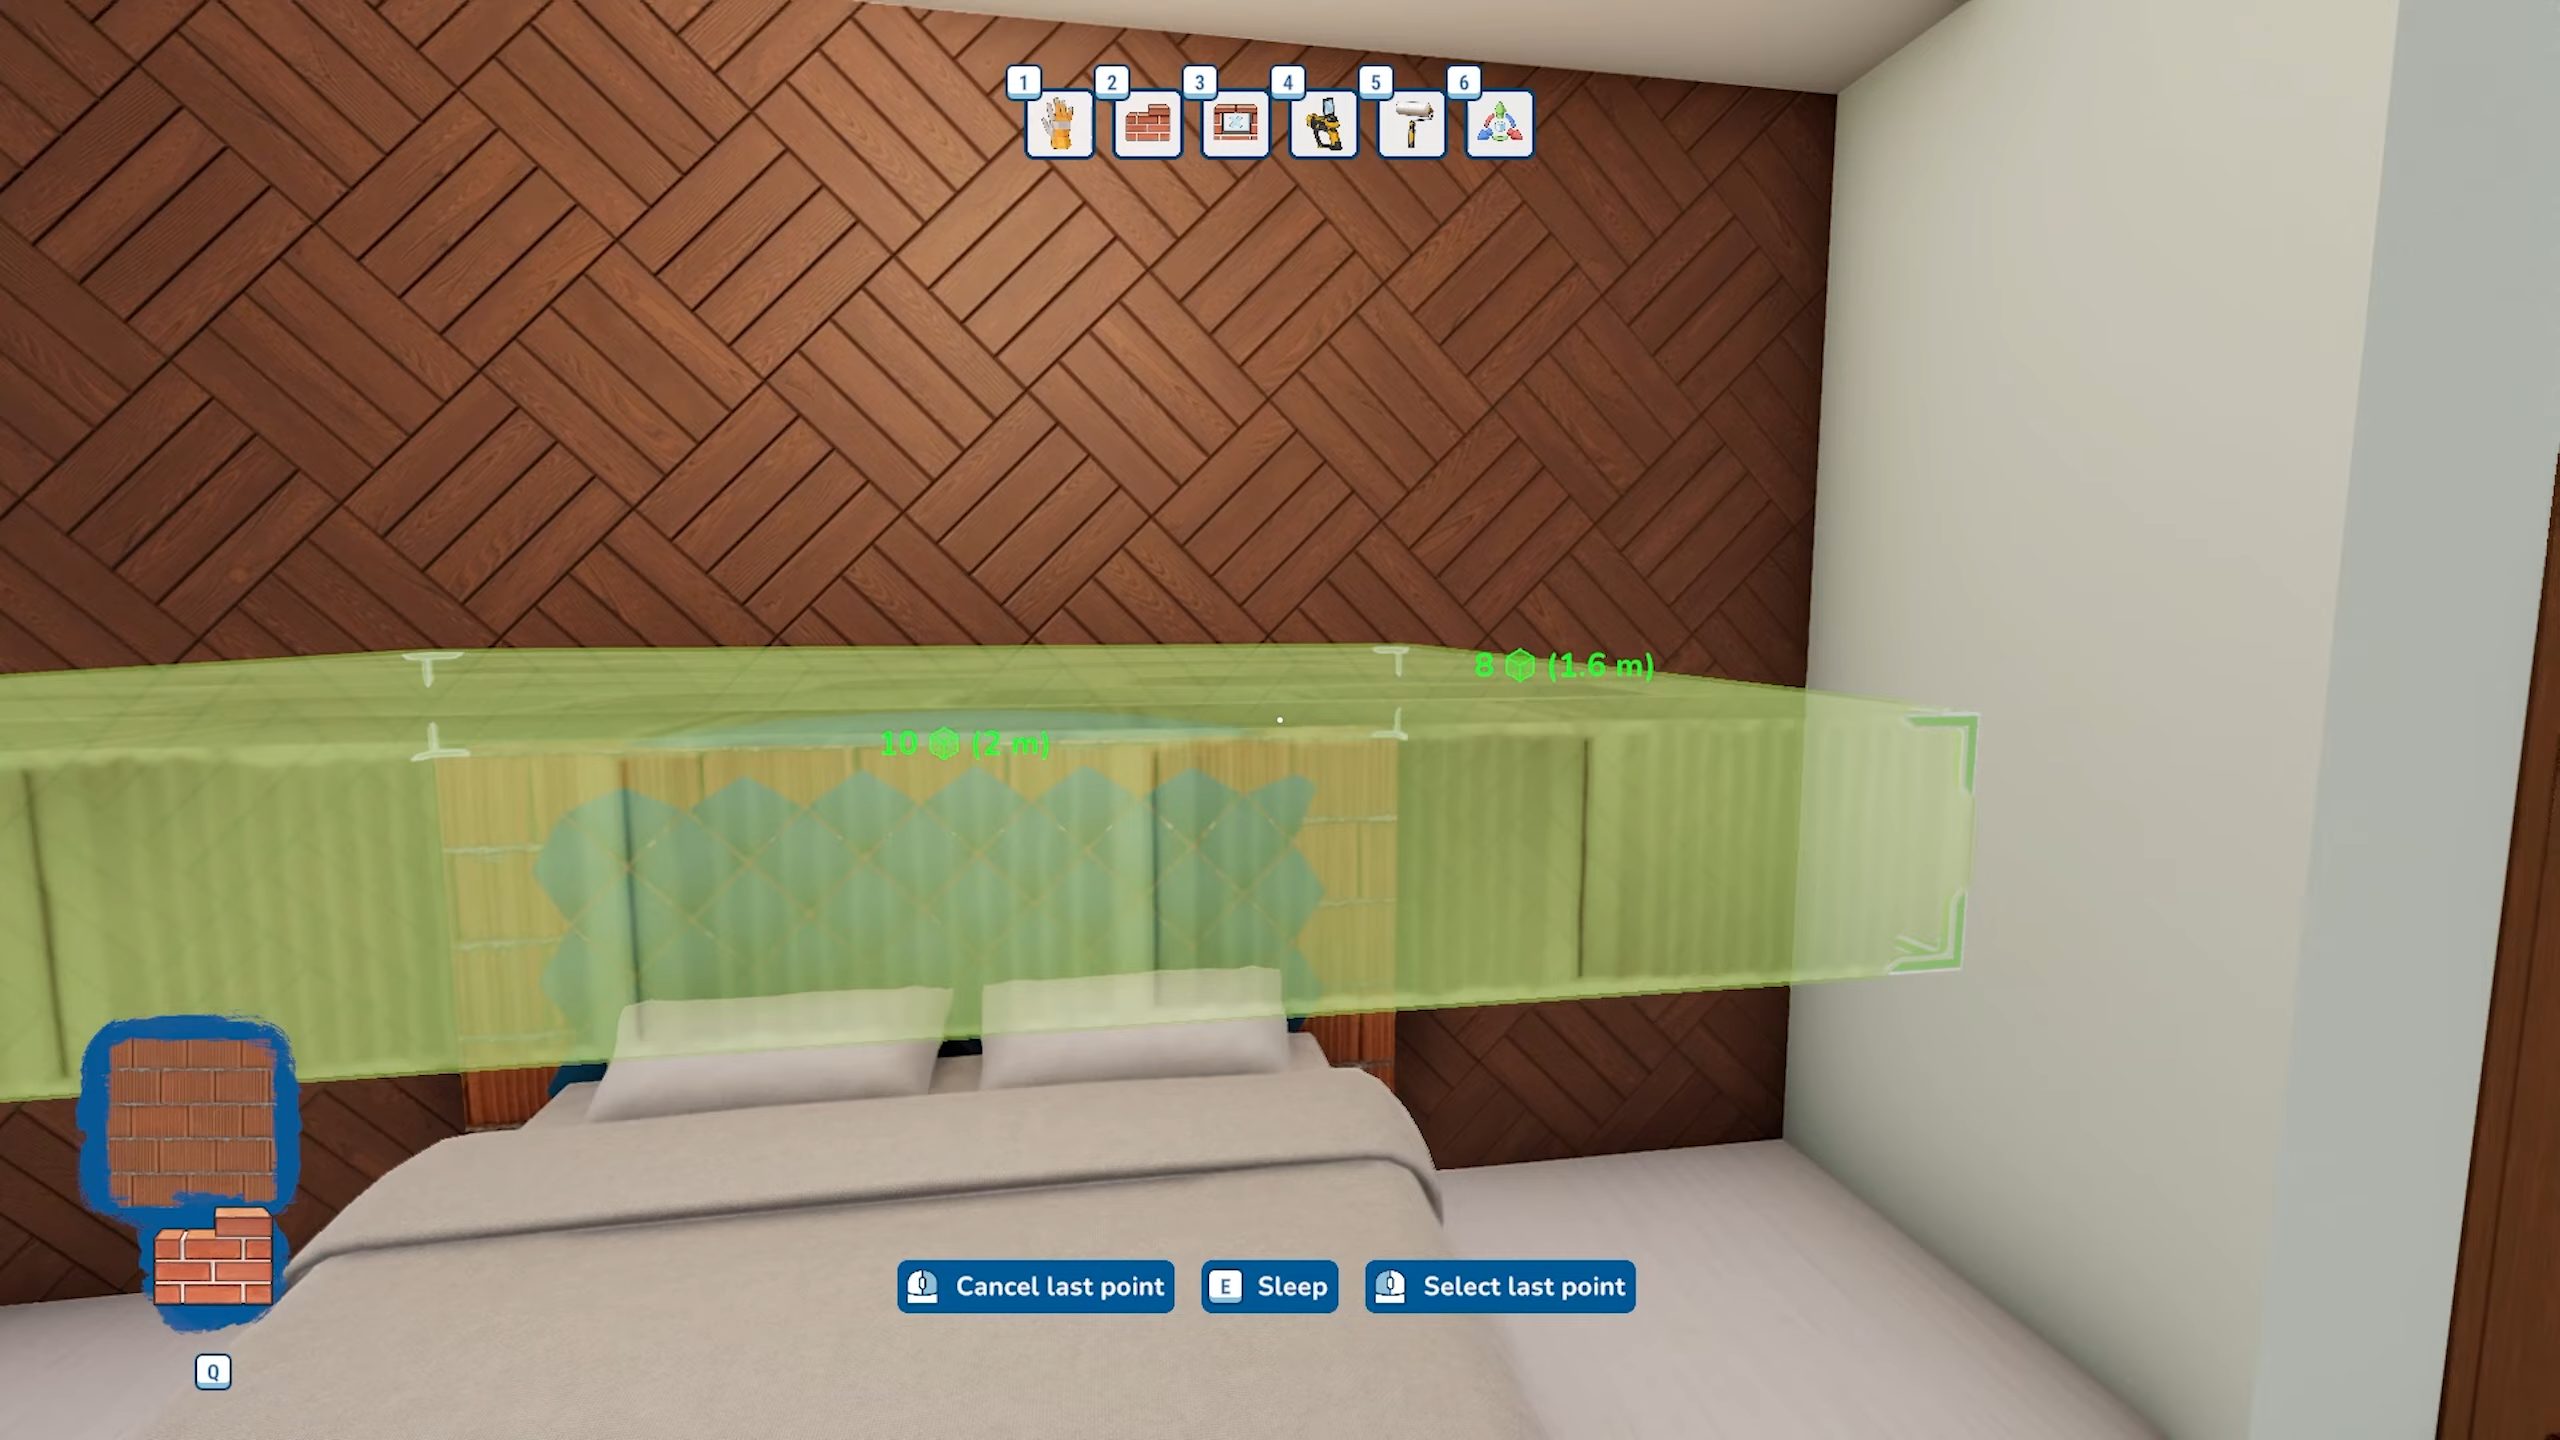 1 2 3 4 5 6
8 (1.6 m)
10 (2 m)
Cancel last point
E Sleep
Select last point
Q